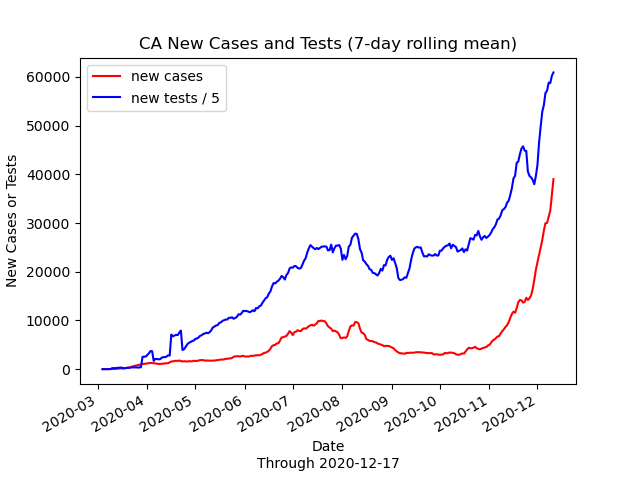 CA New Cases and Tests (7-day rolling mean)
new cases
new tests / 5
New Cases or Tests
60000
50000
40000
30000
20000
10000
0
2020-03
2020-04
2020-05
2020-06
2020-07
2020-08
2020-09
2020-10
2020-11
2020-12
Date
Through 2020-12-17